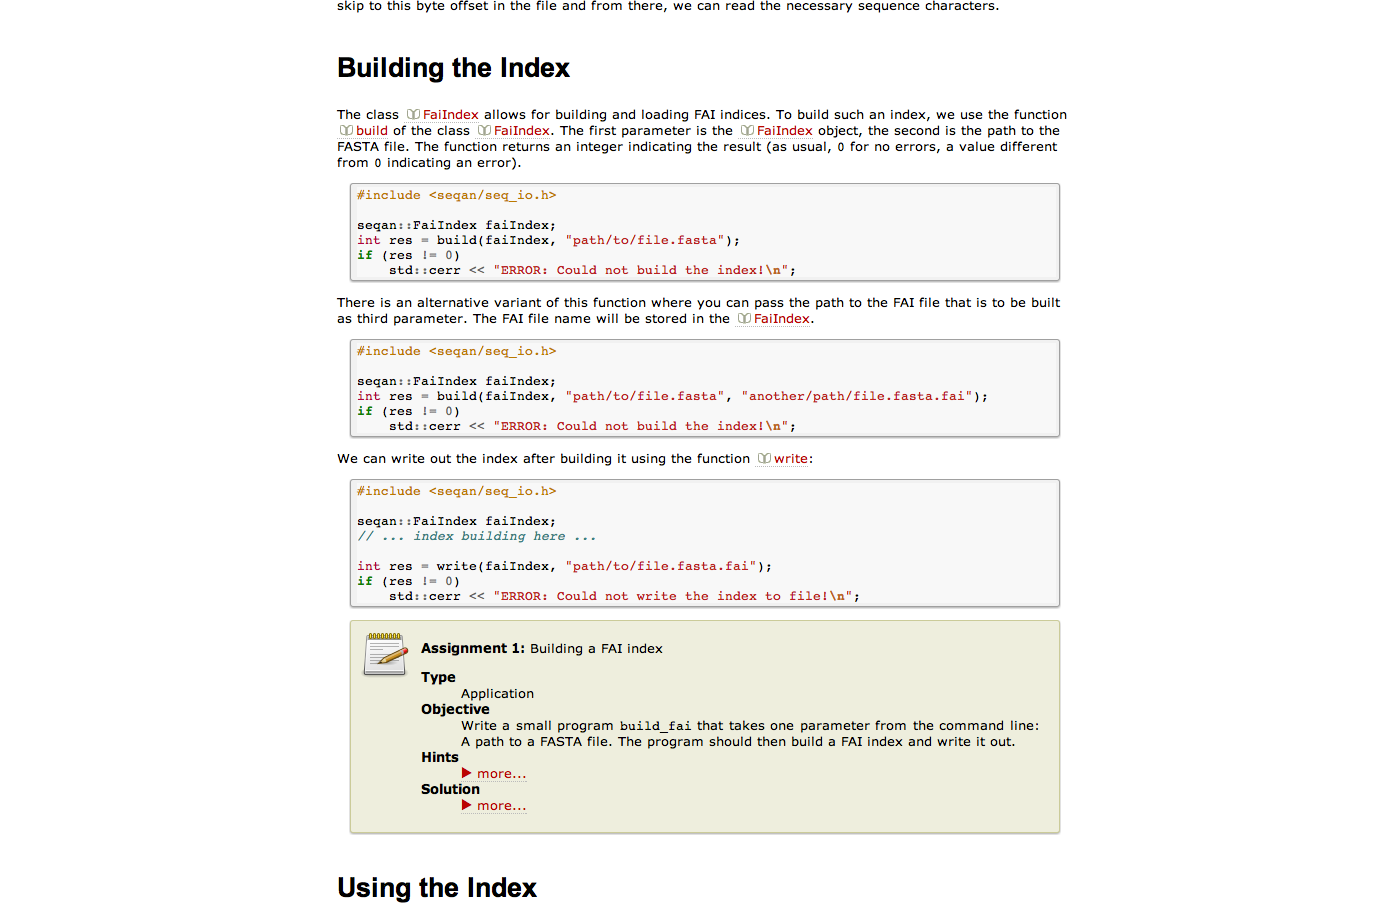 skip to this byte offset in the file and from there, we can read the necessary sequence characters.
Building the Index
The class FaiIndex allows for building and loading FAI indices. To build such an index, we use the function
build of the class FaiIndex. The first parameter is the FaiIndex object, the second is the path to the
FASTA file. The function returns an integer indicating the result (as usual, 0 for no errors, a value different
from 0 indicating an error).
#include <seqan/seq_io.h>
seqan::FaiIndex faiIndex;
int res = build(faiIndex, "path/to/file.fasta");
if (res != 0)
    std::cerr << "ERROR: Could not build the index!\n";
There is an alternative variant of this function where you can pass the path to the FAI file that is to be built
as third parameter. The FAI file name will be stored in the FaiIndex.
#include <seqan/seq_io.h>
seqan::FaiIndex faiIndex;
int res = build(faiIndex, "path/to/file.fasta", "another/path/file.fasta.fai");
if (res != 0)
    std::cerr << "ERROR: Could not build the index!\n";
We can write out the index after building it using the function write:
#include <seqan/seq_io.h>
seqan::FaiIndex faiIndex;
// ... index building here ...
int res = write(faiIndex, "path/to/file.fasta.fai");
if (res != 0)
    std::cerr << "ERROR: Could not write the index to file!\n";
Assignment 1: Building a FAI index
Type
Application
Objective
Write a small program build_fai that takes one parameter from the command line:
A path to a FASTA file. The program should then build a FAI index and write it out.
Hints
more...
Solution
more...
Using the Index